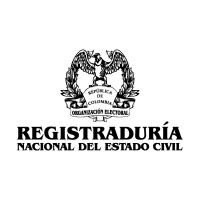 REPÚBLICA
DE
COLOMBIA
ORGANIZACIÓN ELECTORAL
REGISTRADURÍA
NACIONAL DEL ESTADO CIVIL